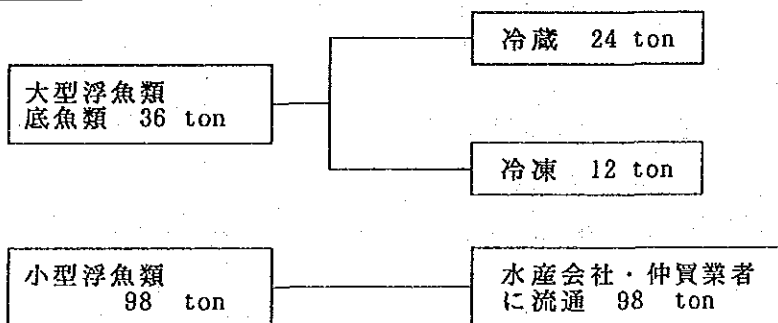 大型浮魚類
底魚類 36 ton
冷蔵 24 ton
冷凍 12 ton
小型浮魚類
98 ton
水産会社・仲買業者
に流通 98 ton